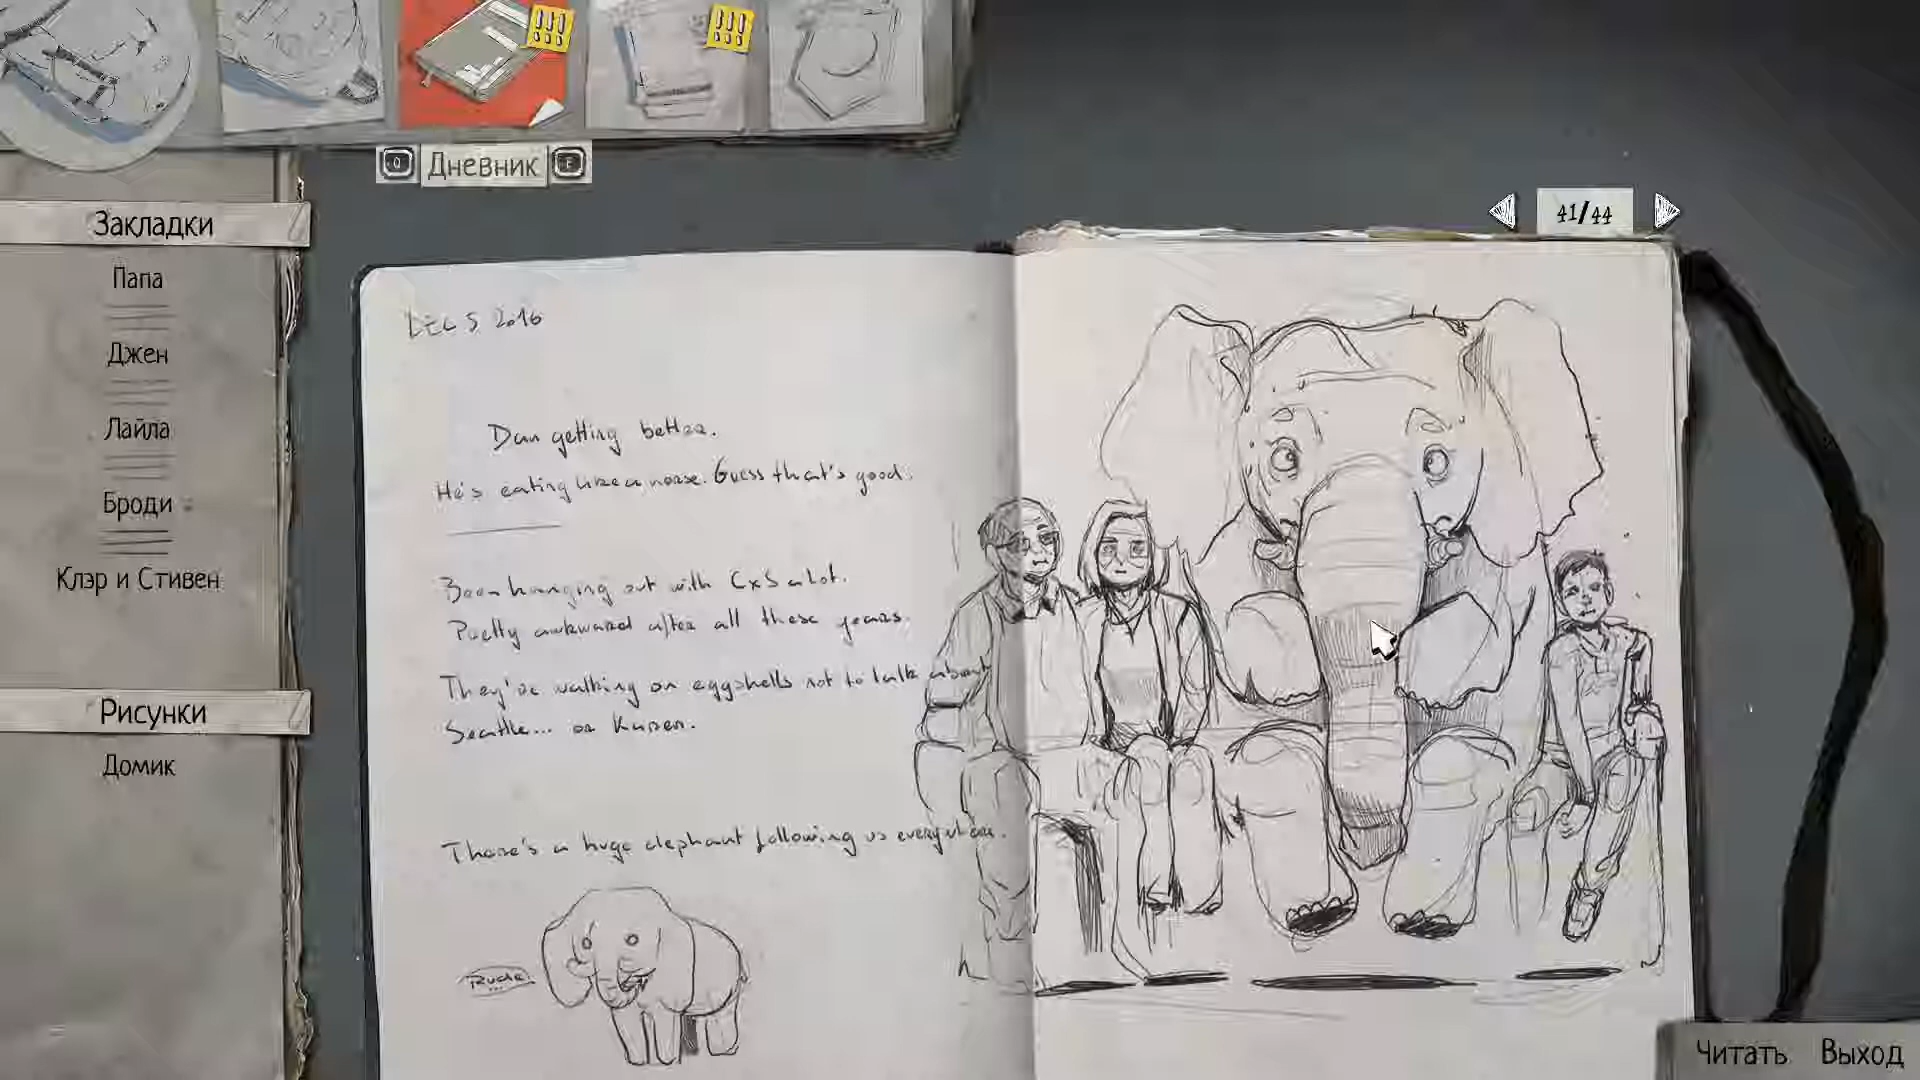 Q Дневник E
Закладки
Папа
Джен
Лайла
Броди
Клэр и Стивен
Рисунки
Домик
41/44
DEC 5 2016
Dan getting better.
He's eating like a horse. Guess that's good.
Been hanging out with C&S a lot.
Pretty awkward after all these years.
They're walking on eggshells not to talk about
Seattle... or Karen.
There's a huge elephant following us everywhere.
Rude
Читать Выход